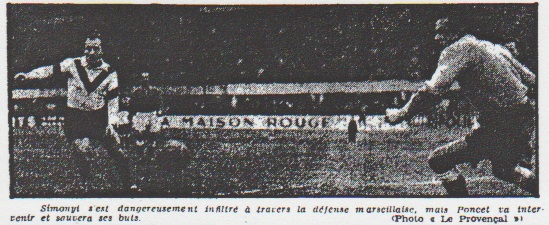 ITS
A MAISON ROUGE
Simonyi s'est dangereusement infiltré à travers la défense marseillaise, mais Poncet va inter-
venir et sauvera ses buts.
(Photo « Le Provençal »)